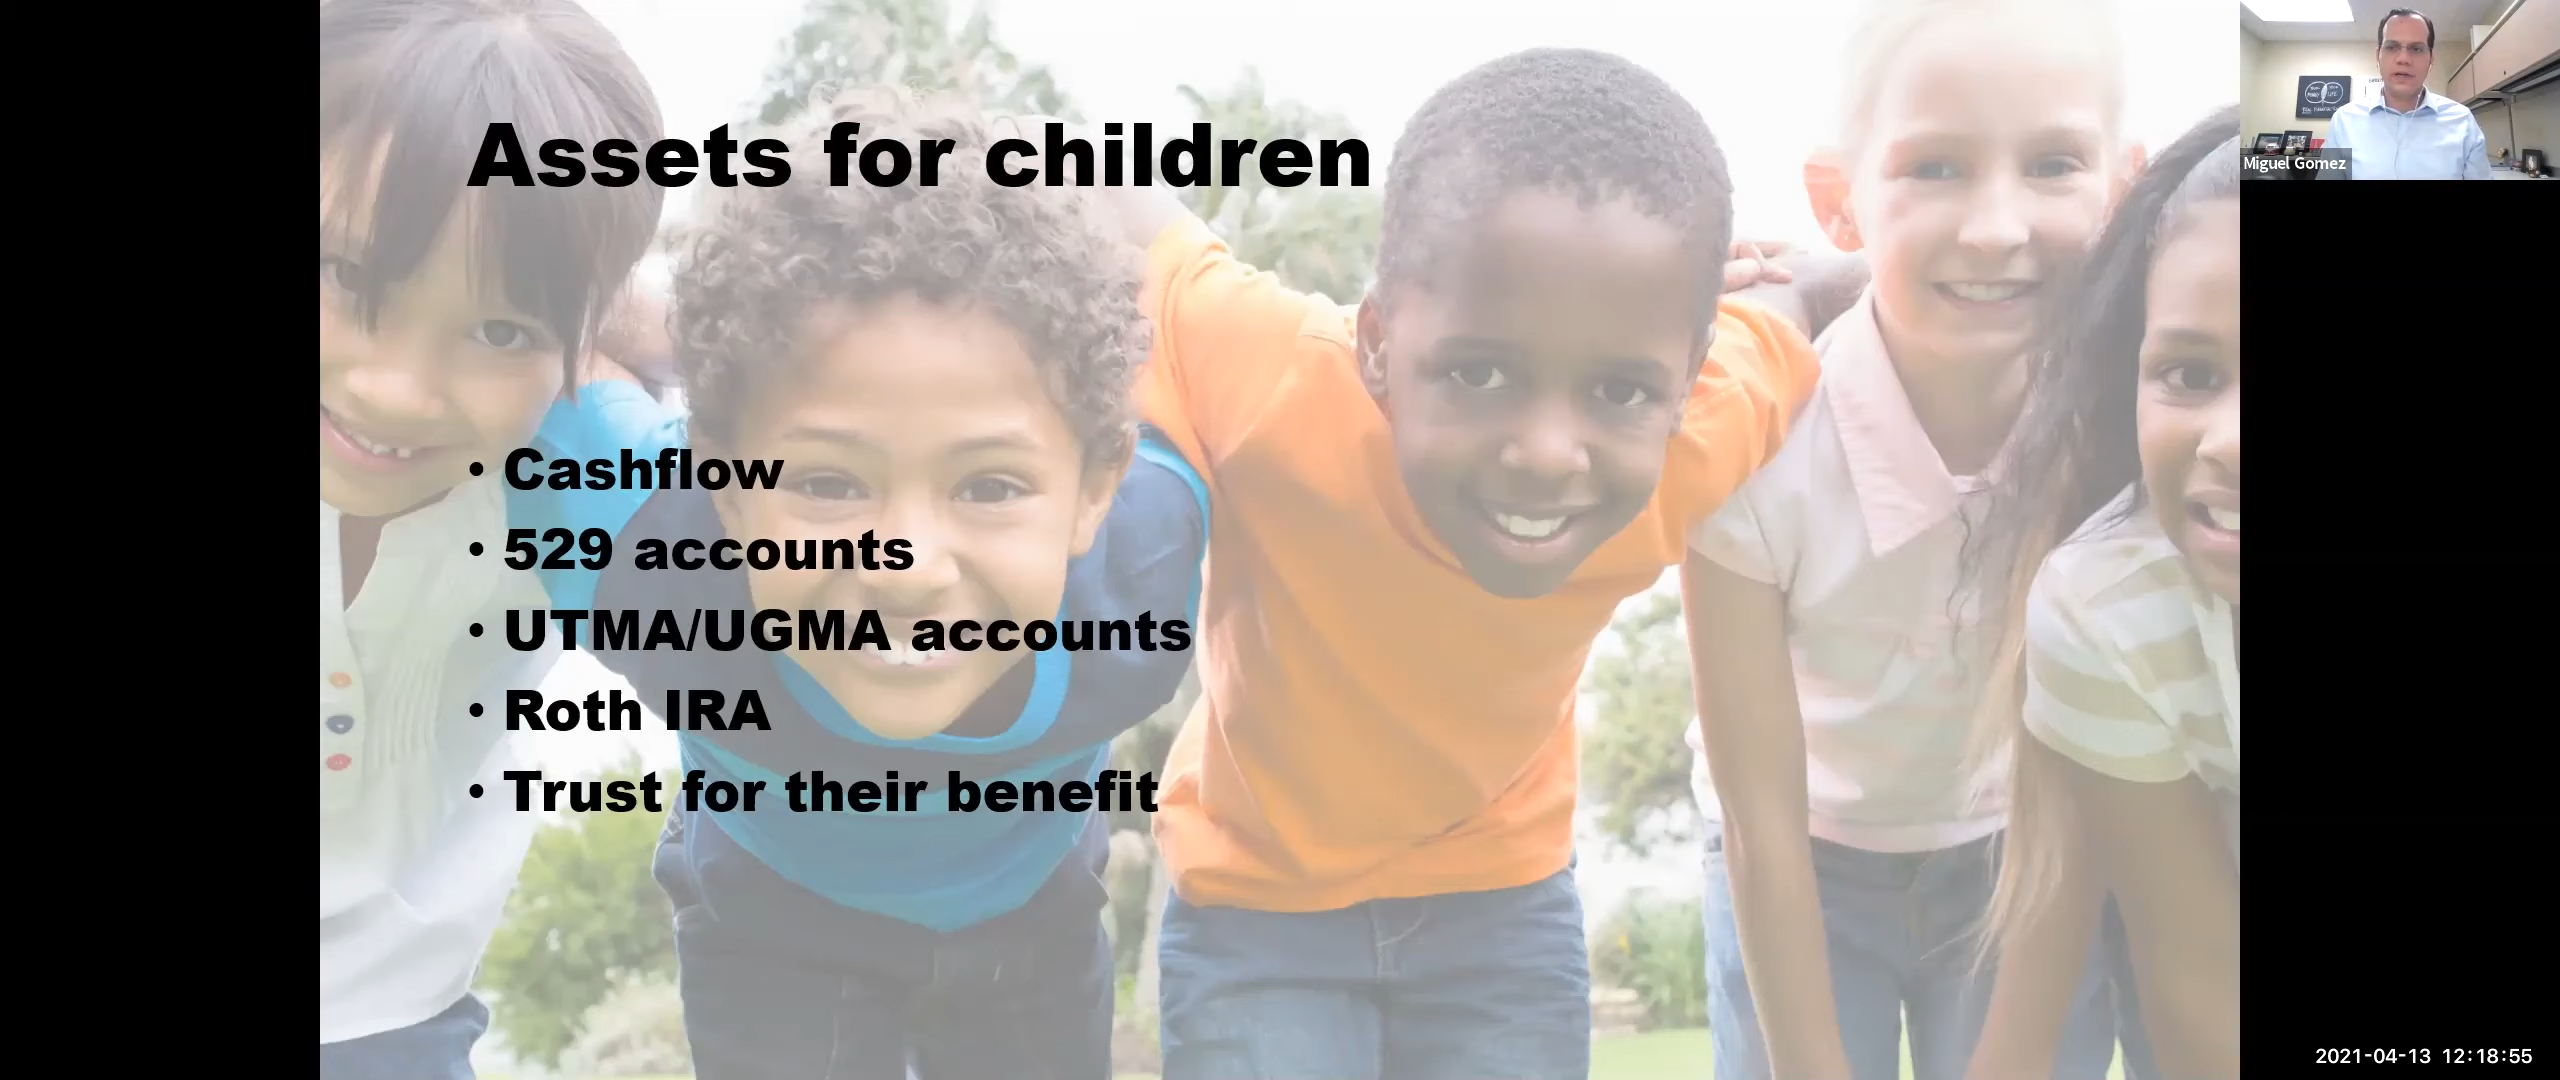 Assets for children
• Cashflow
• 529 accounts
• UTMA/UGMA accounts
• Roth IRA
• Trust for their benefit
Miguel Gomez
2021-04-13 12:18:55